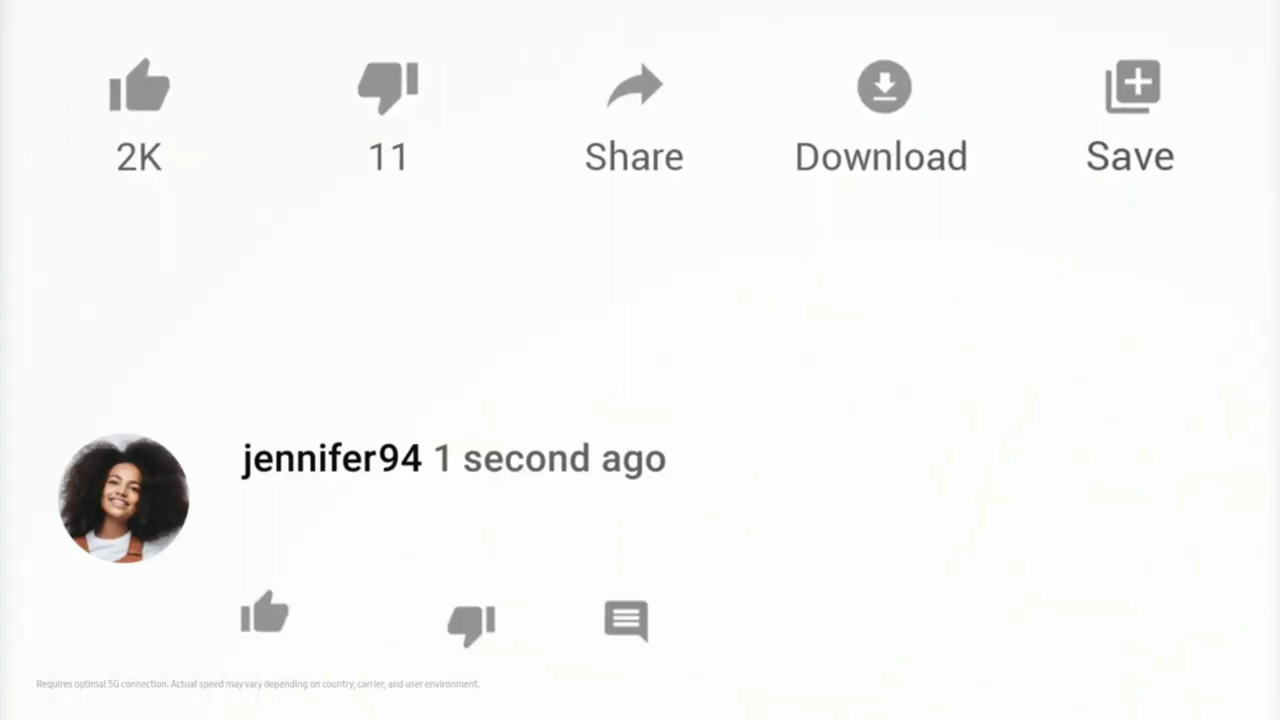 2K 11 Share Download Save
jennifer94 1 second ago
Requires optimal 5G connection. Actual speed may vary depending on country, carrier, and user environment.